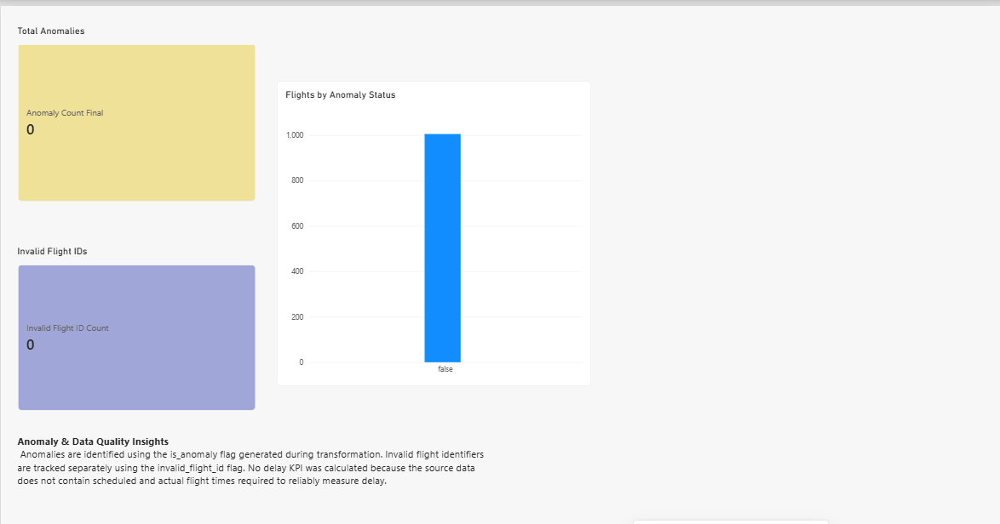 Total Anomalies
Anomaly Count Final
0
Flights by Anomaly Status
1,000
800
600
400
200
0
false
Invalid Flight IDs
Invalid Flight ID Count
0
Anomaly & Data Quality Insights
Anomalies are identified using the is_anomaly flag generated during transformation. Invalid flight identifiers
are tracked separately using the invalid_flight_id flag. No delay KPI was calculated because the source data
does not contain scheduled and actual flight times required to reliably measure delay.